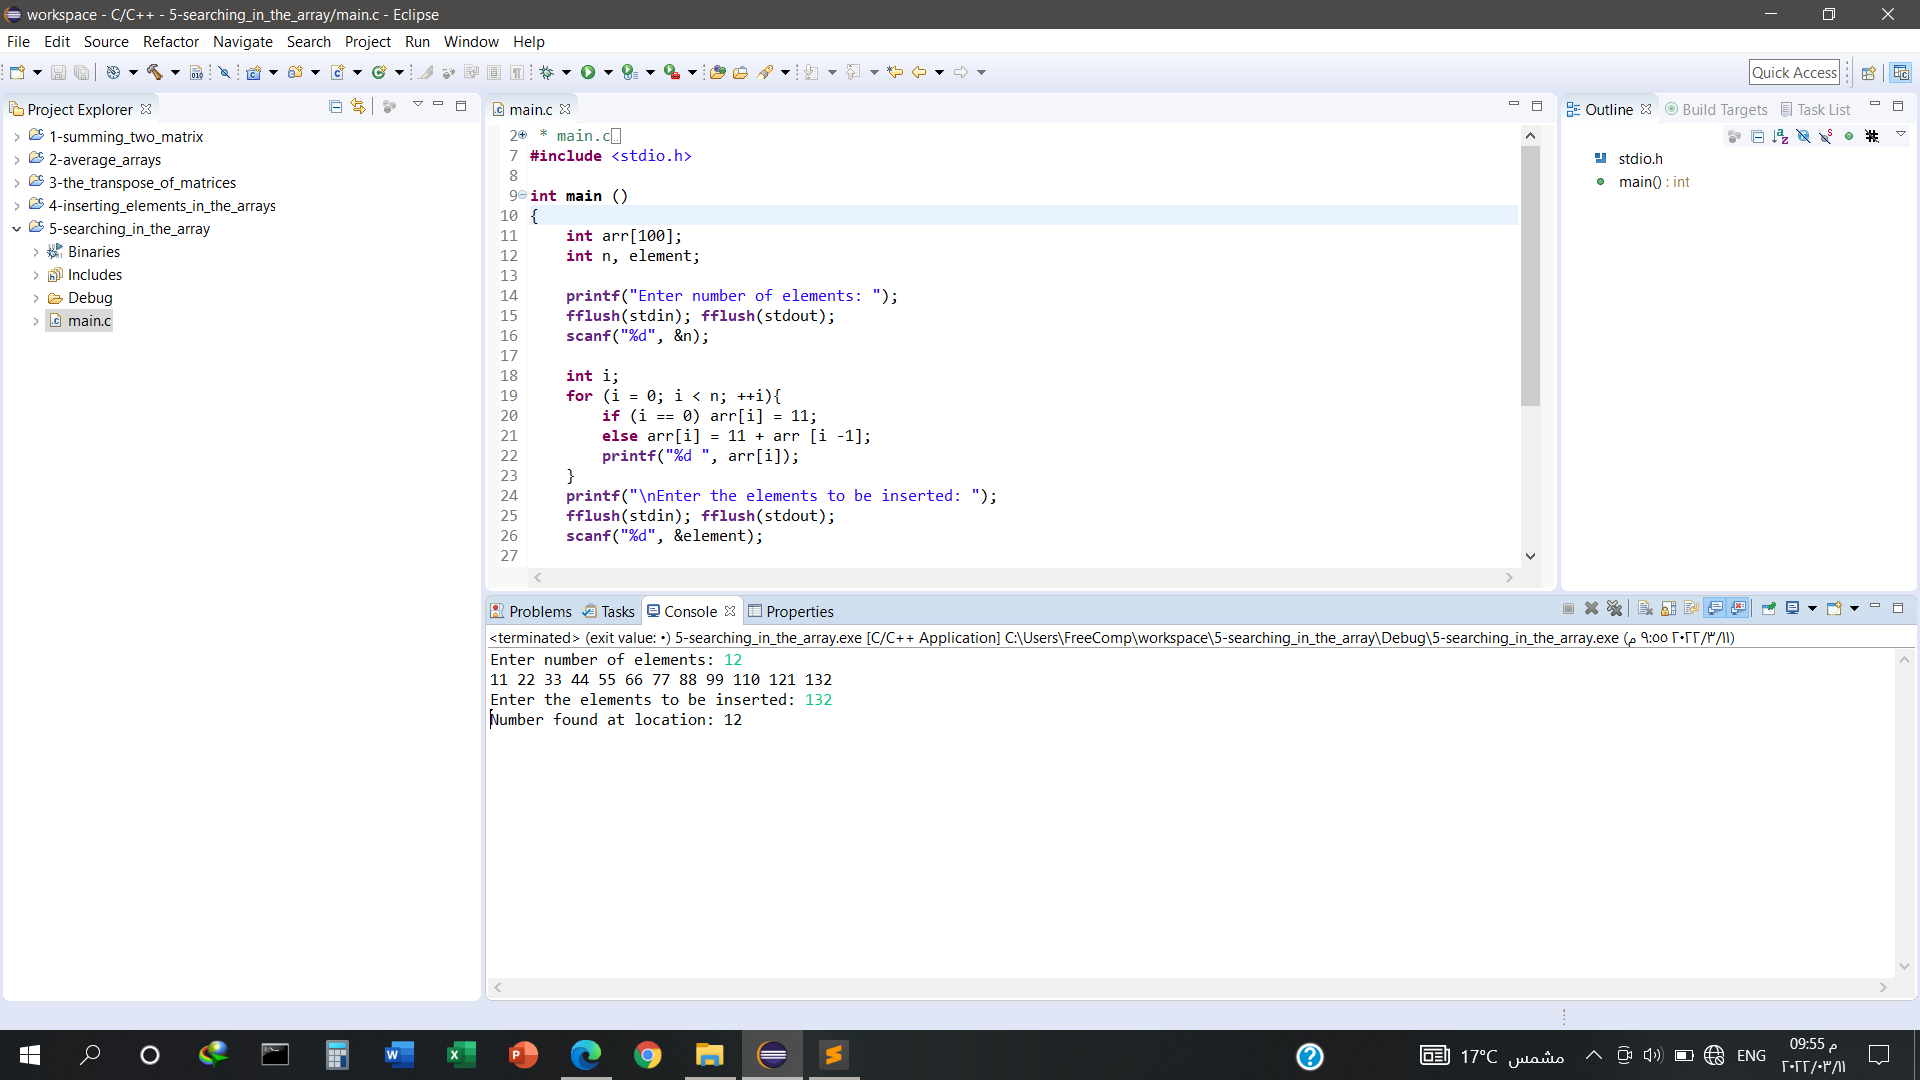 workspace - C/C++ - 5-searching_in_the_array/main.c - Eclipse
File Edit Source Refactor Navigate Search Project Run Window Help
Quick Access
Project Explorer
1-summing_two_matrix
2-average_arrays
3-the_transpose_of_matrices
4-inserting_elements_in_the_arrays
5-searching_in_the_array
Binaries
Includes
Debug
main.c
main.c
2 * main.c
7 #include <stdio.h>
8
9 int main ()
10 {
11 int arr[100];
12 int n, element;
13
14 printf("Enter number of elements: ");
15 fflush(stdin); fflush(stdout);
16 scanf("%d", &n);
17
18 int i;
19 for (i = 0; i < n; ++i){
20 if (i == 0) arr[i] = 11;
21 else arr[i] = 11 + arr [i -1];
22 printf("%d ", arr[i]);
23 }
24 printf("\nEnter the elements to be inserted: ");
25 fflush(stdin); fflush(stdout);
26 scanf("%d", &element);
27
Outline Build Targets Task List
stdio.h
main() : int
Problems Tasks Console Properties
<terminated> (exit value: ٠) 5-searching_in_the_array.exe [C/C++ Application] C:\Users\FreeComp\workspace\5-searching_in_the_array\Debug\5-searching_in_the_array.exe (٢٠٢٢/٣/١١ ٩:٥٥ م)
Enter number of elements: 12
11 22 33 44 55 66 77 88 99 110 121 132
Enter the elements to be inserted: 132
Number found at location: 12
17°C مشمس
ENG
09:55 م
٢٠٢٢/٠٣/١١